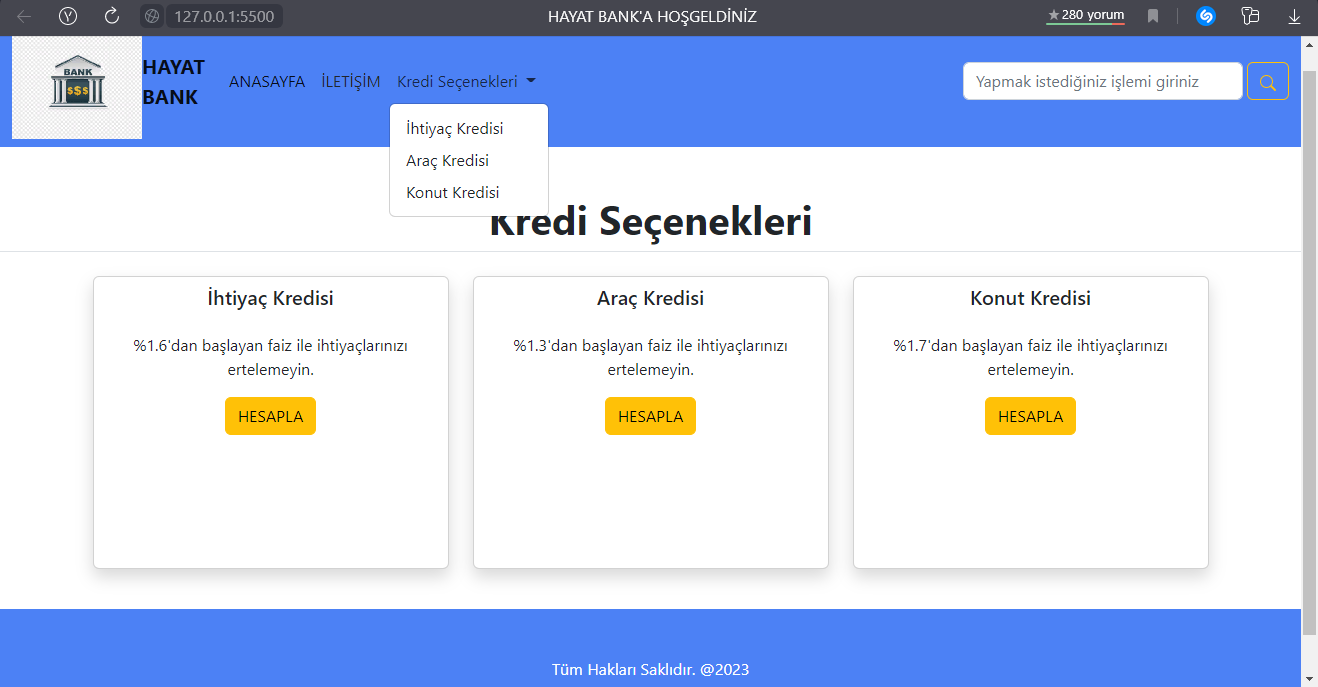 127.0.0.1:5500
HAYAT BANK'A HOŞGELDİNİZ
★280 yorum
BANK
$$$
HAYAT
BANK
ANASAYFA
İLETİŞİM
Kredi Seçenekleri
Yapmak istediğiniz işlemi giriniz
İhtiyaç Kredisi
Araç Kredisi
Konut Kredisi
Kredi Seçenekleri
İhtiyaç Kredisi
%1.6'dan başlayan faiz ile ihtiyaçlarınızı
ertelemeyin.
HESAPLA
Araç Kredisi
%1.3'dan başlayan faiz ile ihtiyaçlarınızı
ertelemeyin.
HESAPLA
Konut Kredisi
%1.7'dan başlayan faiz ile ihtiyaçlarınızı
ertelemeyin.
HESAPLA
Tüm Hakları Saklıdır. @2023